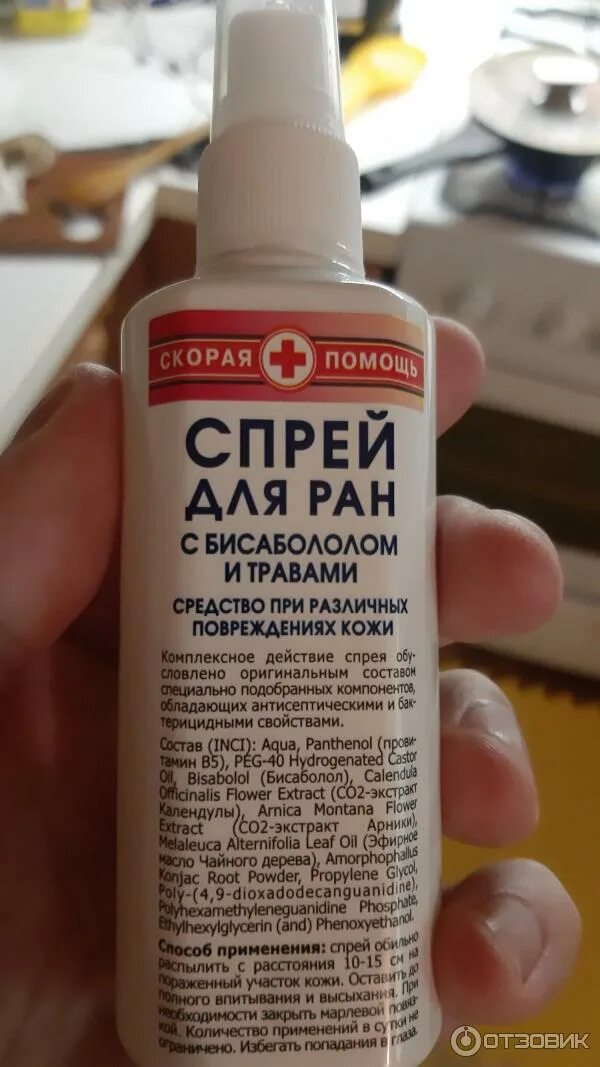 СКОРАЯ ПОМОЩЬ
СПРЕЙ
ДЛЯ РАН
С БИСАБОЛОЛОМ
И ТРАВАМИ
СРЕДСТВО ПРИ РАЗЛИЧНЫХ
ПОВРЕЖДЕНИЯХ КОЖИ
Комплексное действие спрея обу-
словлено оригинальным составом
специально подобранных компонентов,
обладающих антисептическими и бак-
терицидными свойствами.
Состав (INCI): Aqua, Panthenol (прови-
тамин В5), PEG-40 Hydrogenated Castor
Oil, Bisabolol (Бисаболол), Calendula
Officinalis Flower Extract (CO2-экстракт
Календулы), Arnica Montana Flower
Extract (CO2-экстракт Арники),
Melaleuca Alternifolia Leaf Oil (Эфирное
масло Чайного дерева), Amorphophallus
Konjac Root Powder, Propylene Glycol,
Poly-(4,9-dioxadodecanguanidine),
Polyhexamethyleneguanidine Phosphate,
Ethylhexylglycerin (and) Phenoxyethanol.
Способ применения: спрей обильно
распылить с расстояния 10-15 см на
пораженный участок кожи. Оставить до
полного впитывания и высыхания. При
необходимости закрыть марлевой повяз-
кой. Количество применений в сутки не
ограничено. Избегать попадания в глаза.
ОТЗОВИК